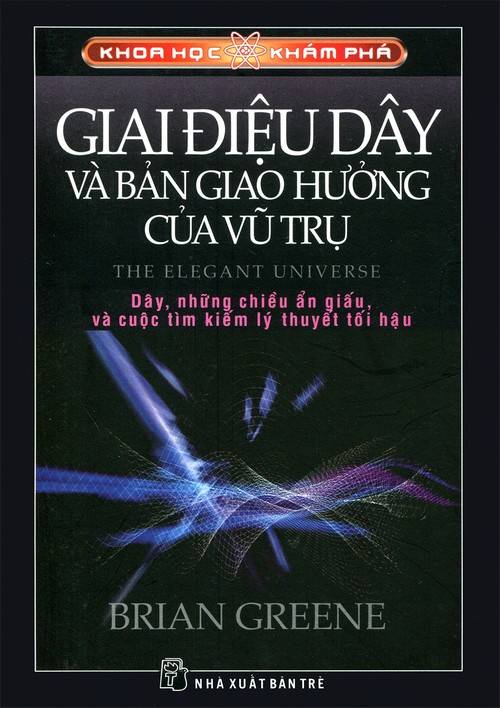 KHOA HỌC KHÁM PHÁ
GIAI ĐIỆU DÂY
VÀ BẢN GIAO HƯỞNG
CỦA VŨ TRỤ
THE ELEGANT UNIVERSE
Dây, những chiều ẩn giấu,
và cuộc tìm kiếm lý thuyết tối hậu
BRIAN GREENE
NHÀ XUẤT BẢN TRẺ